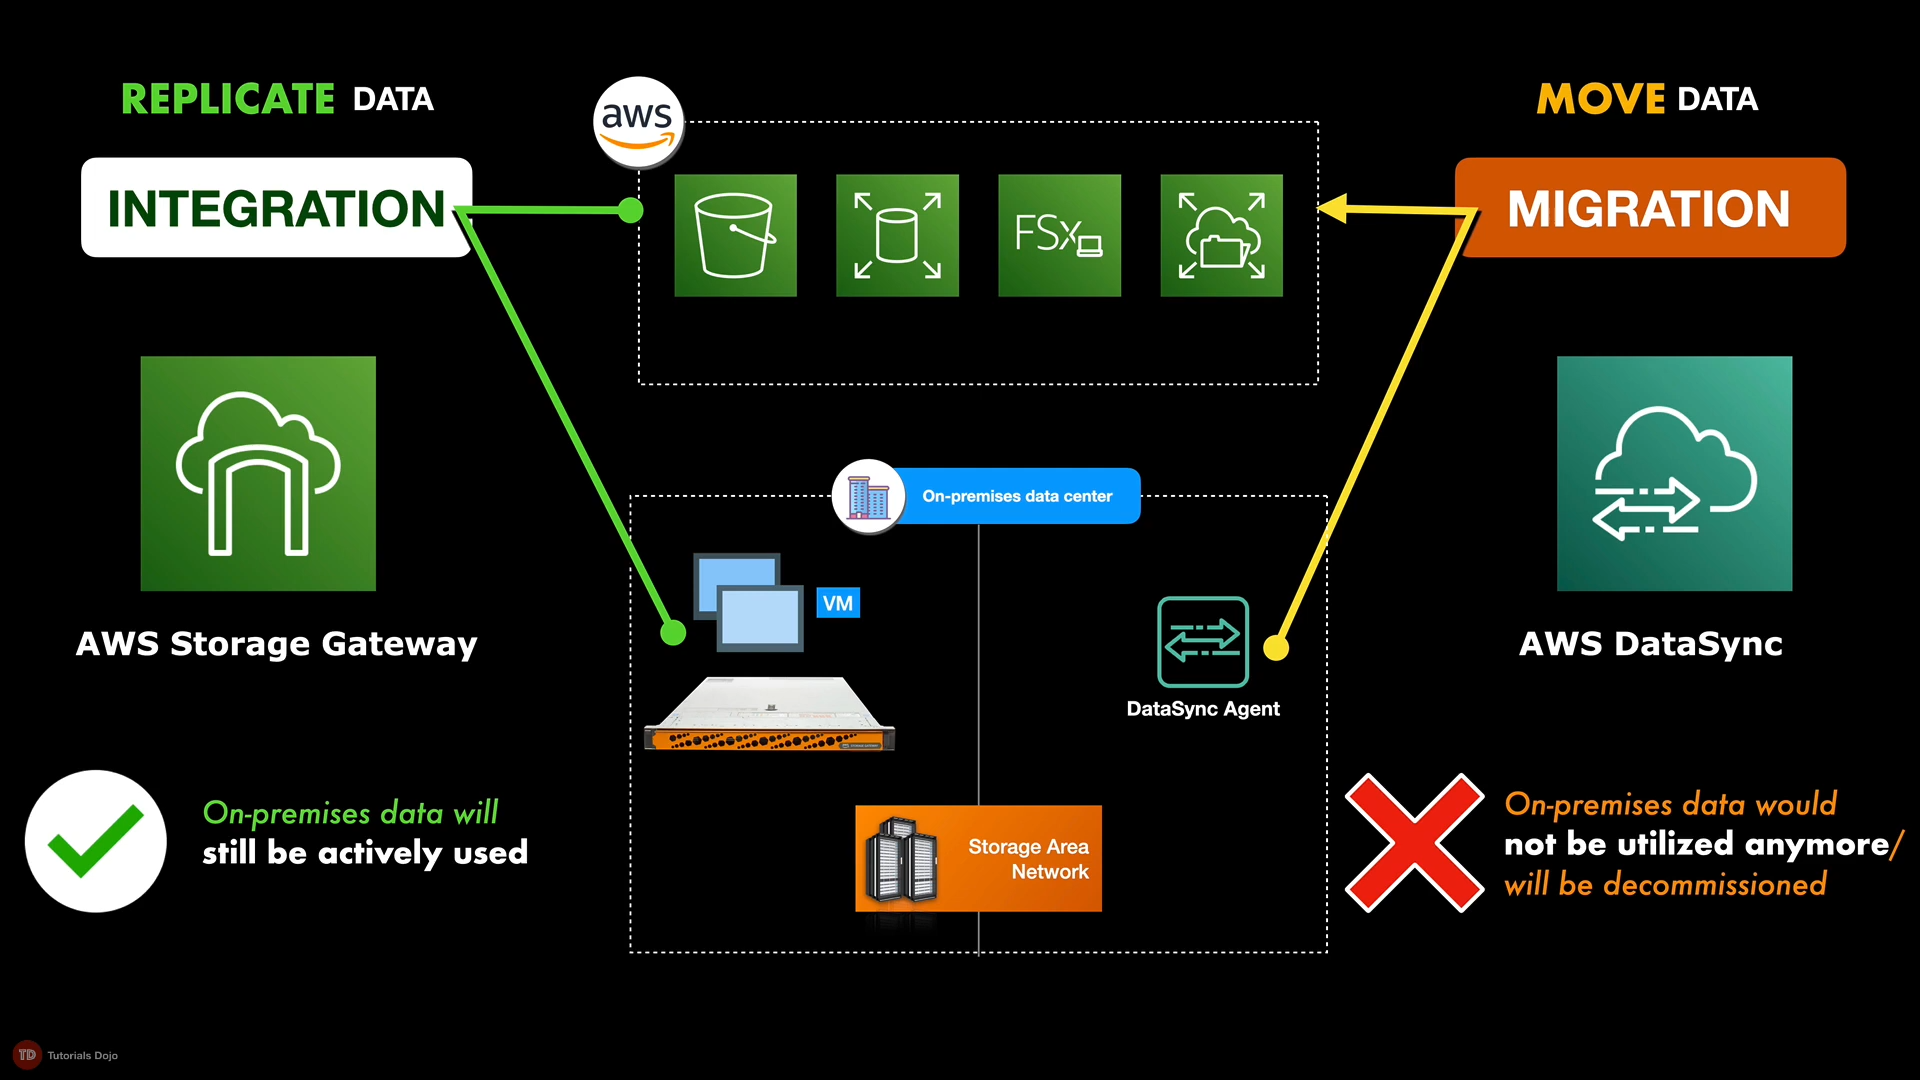 REPLICATE DATA
INTEGRATION
AWS Storage Gateway
On-premises data will
still be actively used
aws
FSx
On-premises data center
VM
DataSync Agent
Storage Area
Network
MOVE DATA
MIGRATION
AWS DataSync
On-premises data would
not be utilized anymore/
will be decommissioned
TD Tutorials Dojo